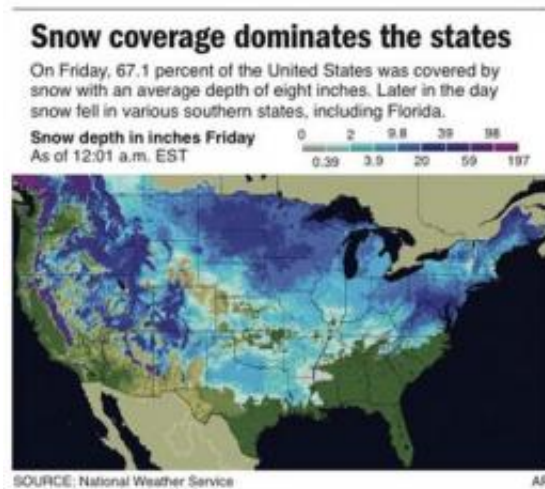 Snow coverage dominates the states
On Friday, 67.1 percent of the United States was covered by
snow with an average depth of eight inches. Later in the day
snow fell in various southern states, including Florida.
Snow depth in inches Friday
As of 12:01 a.m. EST
0 2 9.8 39 98
0.39 3.9 20 59 197
SOURCE: National Weather Service
AP